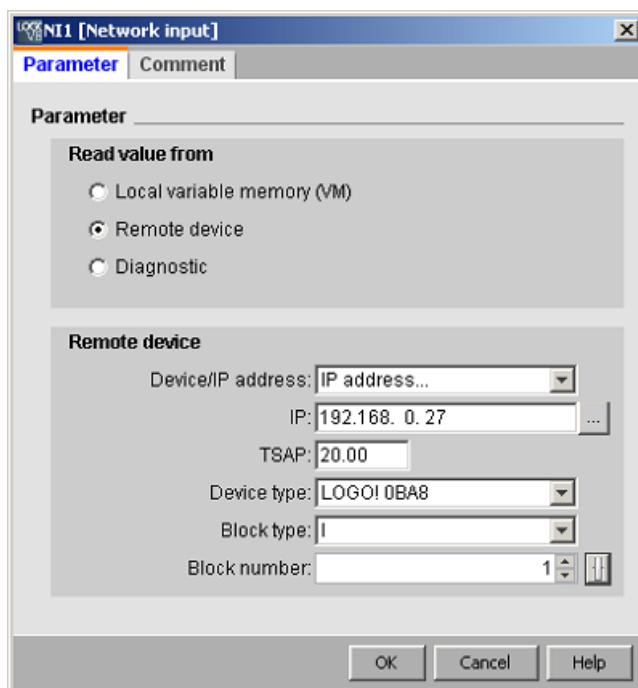 NI1 [Network input]
Parameter Comment
Parameter
Read value from
Local variable memory (VM)
Remote device
Diagnostic
Remote device
Device/IP address: IP address...
IP: 192.168. 0. 27 ...
TSAP: 20.00
Device type: LOGO! 0BA8
Block type: I
Block number: 1
OK Cancel Help